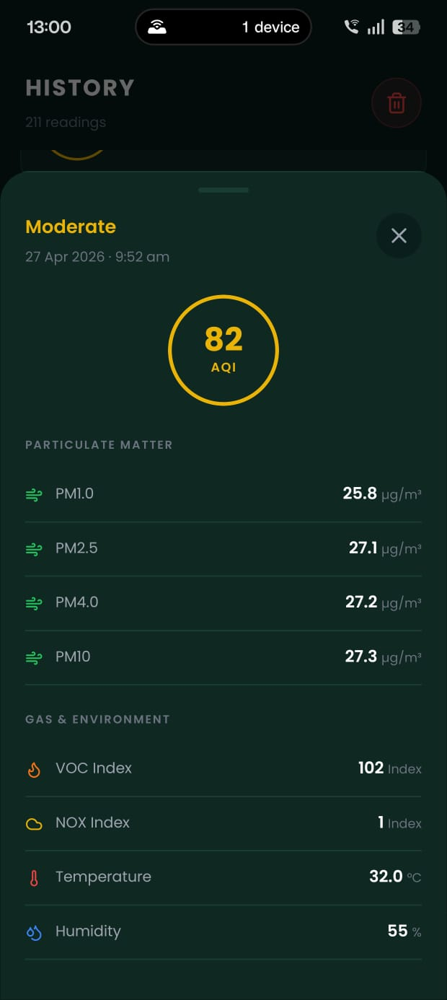 13:00
1 device
34
HISTORY
211 readings
Moderate
27 Apr 2026 · 9:52 am
82
AQI
PARTICULATE MATTER
PM1.0 25.8 µg/m³
PM2.5 27.1 µg/m³
PM4.0 27.2 µg/m³
PM10 27.3 µg/m³
GAS & ENVIRONMENT
VOC Index 102 Index
NOX Index 1 Index
Temperature 32.0 °C
Humidity 55 %